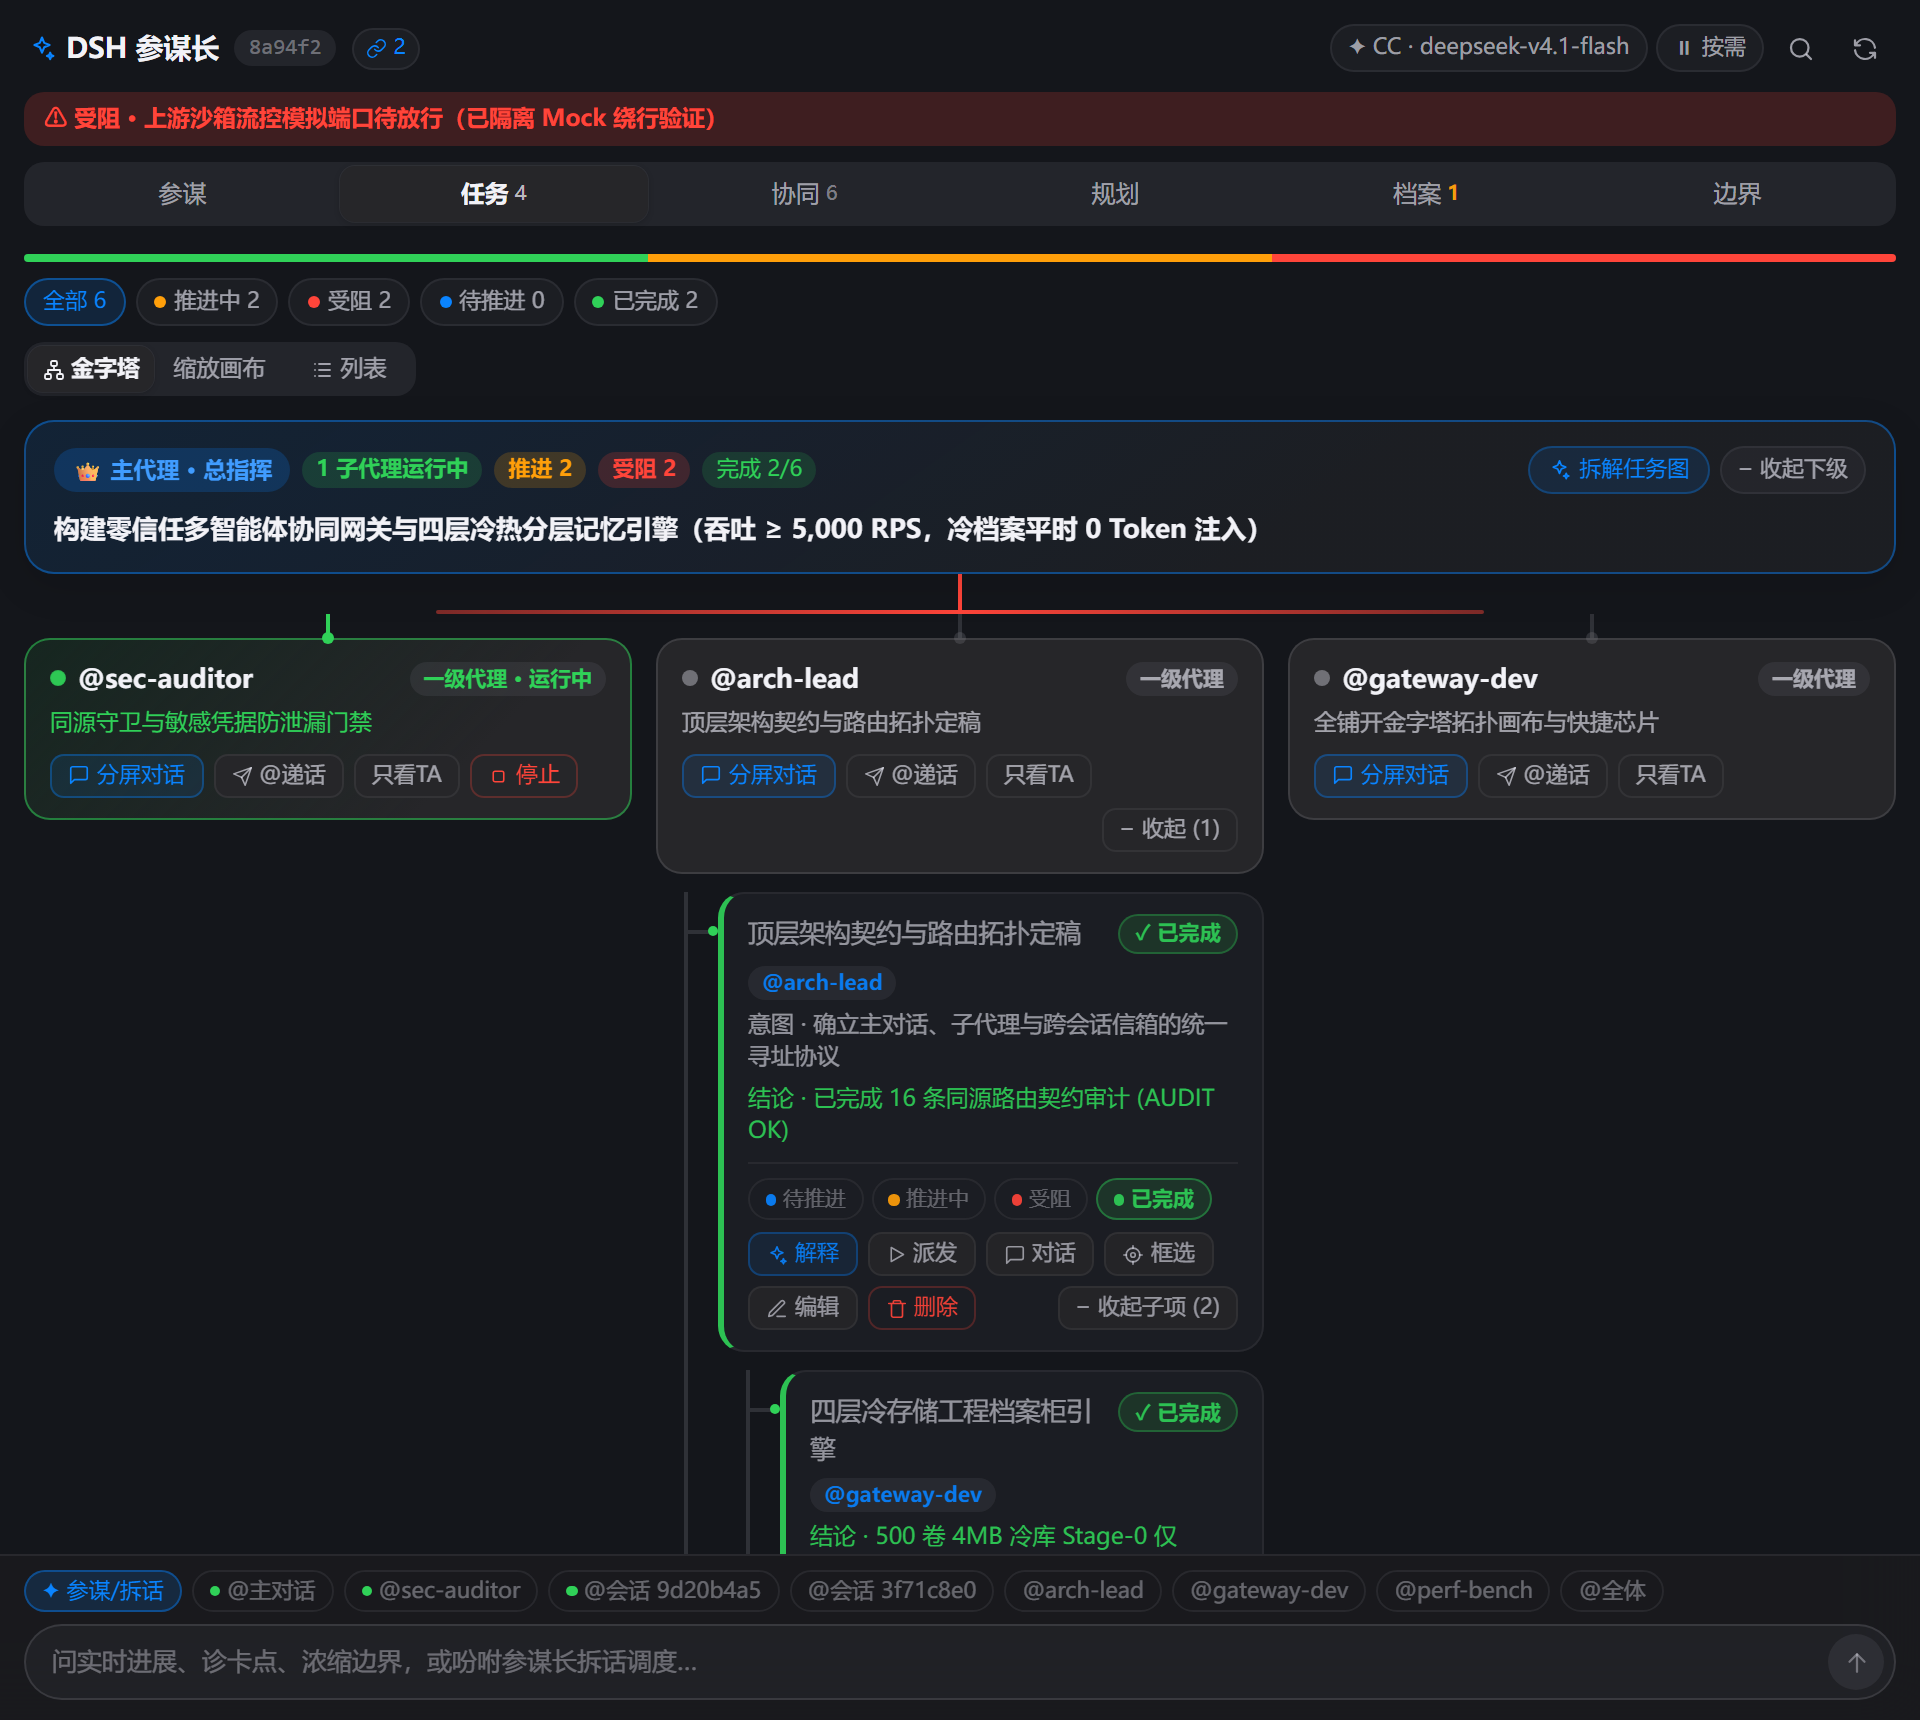 DSH 参谋长 8a94f2 2 CC · deepseek-v4.1-flash 按需
受阻 • 上游沙箱流控模拟端口待放行（已隔离 Mock 绕行验证）
参谋 任务 4 协同 6 规划 档案 1 边界
全部 6 推进中 2 受阻 2 待推进 0 已完成 2
金字塔 缩放画布 列表
主代理 • 总指挥 1 子代理运行中 推进 2 受阻 2 完成 2/6 拆解任务图 − 收起下级
构建零信任多智能体协同网关与四层冷热分层记忆引擎（吞吐 ≥ 5,000 RPS，冷档案平时 0 Token 注入）
@sec-auditor 一级代理 • 运行中
同源守卫与敏感凭据防泄漏门禁
分屏对话 @递话 只看TA 停止
@arch-lead 一级代理
顶层架构契约与路由拓扑定稿
分屏对话 @递话 只看TA
− 收起 (1)
@gateway-dev 一级代理
全铺开金字塔拓扑画布与快捷芯片
分屏对话 @递话 只看TA
顶层架构契约与路由拓扑定稿 ✓ 已完成
@arch-lead
意图 · 确立主对话、子代理与跨会话信箱的统一
寻址协议
结论 · 已完成 16 条同源路由契约审计 (AUDIT
OK)
待推进 推进中 受阻 已完成
解释 派发 对话 框选
编辑 删除 − 收起子项 (2)
四层冷存储工程档案柜引 ✓ 已完成
擎
@gateway-dev
结论 · 500 卷 4MB 冷库 Stage-0 仅
参谋/拆话 @主对话 @sec-auditor @会话 9d20b4a5 @会话 3f71c8e0 @arch-lead @gateway-dev @perf-bench @全体
问实时进展、诊卡点、浓缩边界，或吩咐参谋长拆话调度...